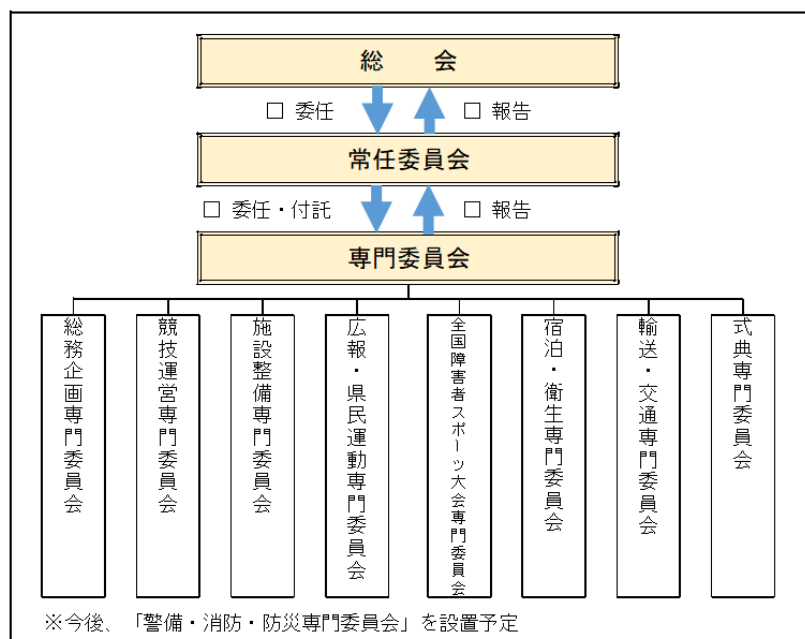 総　　会
□ 委任　□ 報告
常任委員会
□ 委任・付託　□ 報告
専門委員会
総務企画専門委員会
競技運営専門委員会
施設整備専門委員会
広報・県民運動専門委員会
全国障害者スポーツ大会専門委員会
宿泊・衛生専門委員会
輸送・交通専門委員会
式典専門委員会
※今後、「警備・消防・防災専門委員会」を設置予定